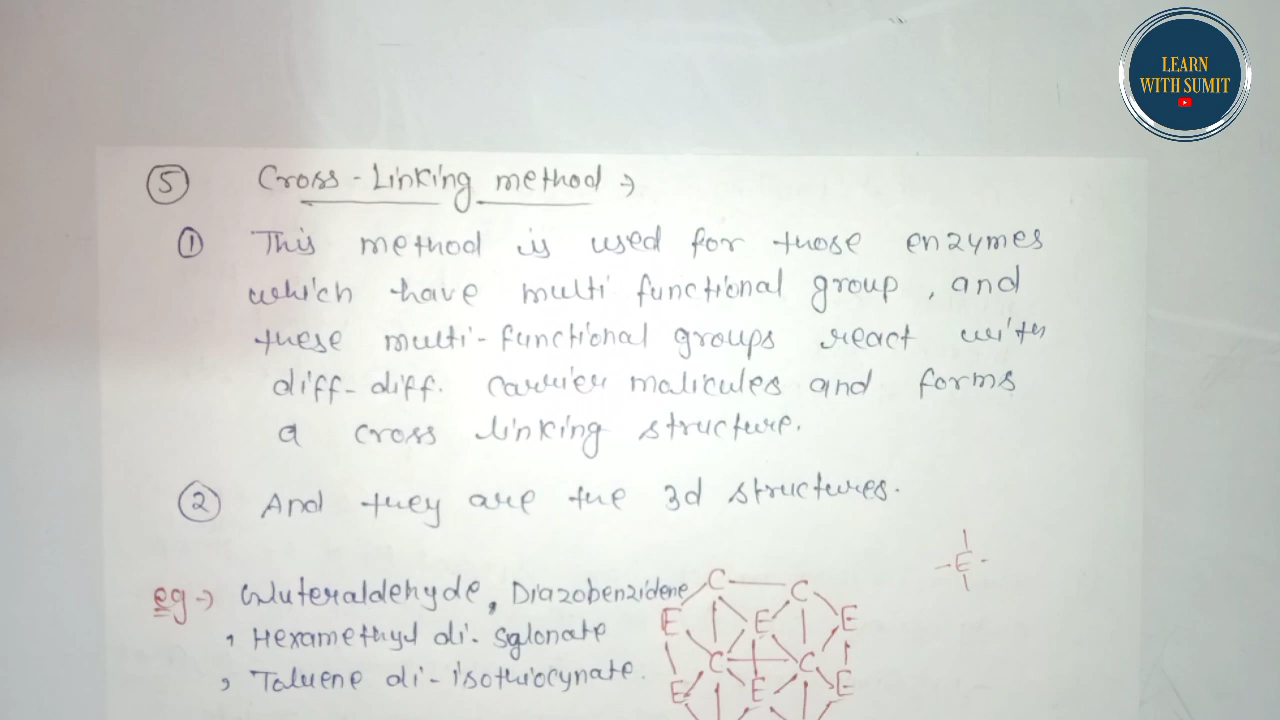 LEARN
WITH SUMIT
5 Cross-Linking method →
1 This method is used for those enzymes
which have multi functional group, and
these multi-functional groups react with
diff-diff. carrier malicules and forms
a cross linking structure.
2 And they are the 3d structures.
-E-
eg → Gluteraldehyde, Diazobenzidene
, Hexamethyl di-
, Toluene di-isothiocynate.
C C
E E E
C C
E E E